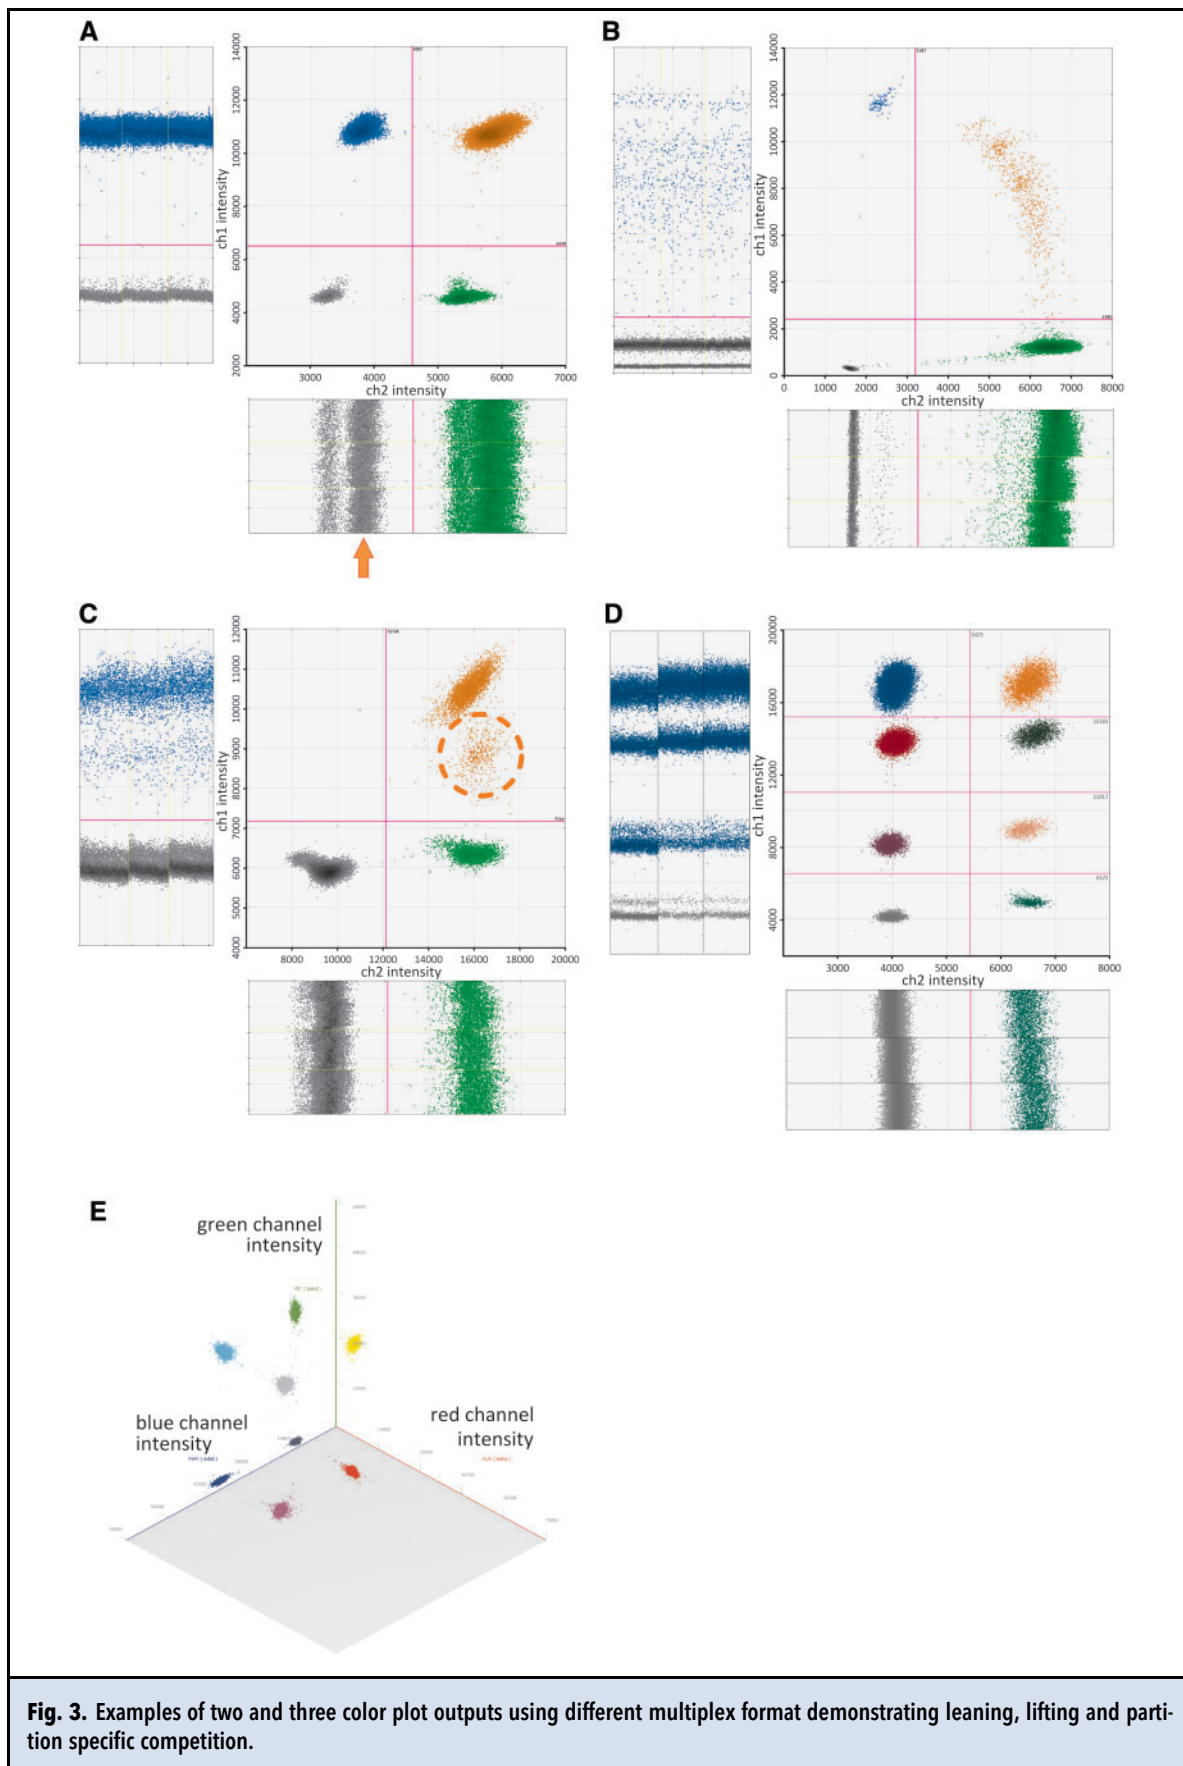 A
14000
12000
10000
8000
6000
4000
2000
ch1 intensity
3000 4000 5000 6000 7000
ch2 intensity
B
14000
12000
10000
8000
6000
4000
2000
0
ch1 intensity
0 1000 2000 3000 4000 5000 6000 7000 8000
ch2 intensity
C
12000
11000
10000
9000
8000
7000
6000
5000
4000
ch1 intensity
8000 10000 12000 14000 16000 18000 20000
ch2 intensity
D
20000
16000
12000
8000
4000
ch1 intensity
5425
3000 4000 5000 6000 7000 8000
ch2 intensity
E
green channel
intensity
blue channel
intensity
red channel
intensity
Fig. 3. Examples of two and three color plot outputs using different multiplex format demonstrating leaning, lifting and parti-
tion specific competition.